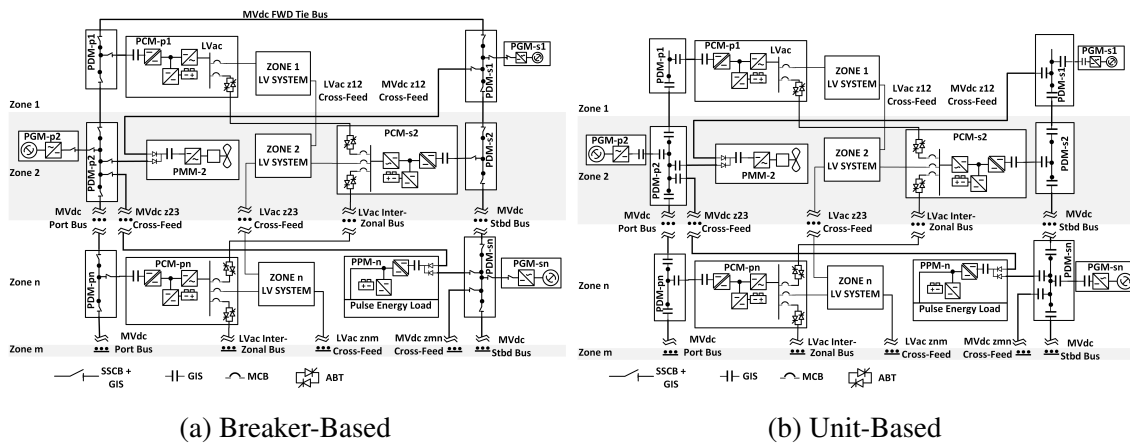 MVdc FWD Tie Bus
PDM-p1
PCM-p1
LVac
ZONE 1
LV SYSTEM
LVac z12
Cross-Feed
MVdc z12
Cross-Feed
PDM-s1
PGM-s1
Zone 1
PGM-p2
Zone 2
PDM-p2
PMM-2
ZONE 2
LV SYSTEM
PCM-s2
PDM-s2
MVdc
Port Bus
MVdc z23
Cross-Feed
LVac z23
Cross-Feed
LVac Inter-
Zonal Bus
MVdc
Stbd Bus
Zone n
PDM-pn
PCM-pn
ZONE n
LV SYSTEM
PPM-n
Pulse Energy Load
PDM-sn
PGM-sn
Zone m
MVdc
Port Bus
LVac Inter-
Zonal Bus
LVac znm
Cross-Feed
MVdc zmn
Cross-Feed
MVdc
Stbd Bus
SSCB +
GIS
GIS
MCB
ABT
(a) Breaker-Based
PDM-p1
PCM-p1
LVac
ZONE 1
LV SYSTEM
LVac z12
Cross-Feed
MVdc z12
Cross-Feed
PDM-s1
PGM-s1
Zone 1
PGM-p2
Zone 2
PDM-p2
PMM-2
ZONE 2
LV SYSTEM
PCM-s2
PDM-s2
MVdc
Port Bus
MVdc z23
Cross-Feed
LVac z23
Cross-Feed
LVac Inter-
Zonal Bus
MVdc
Stbd Bus
Zone n
PDM-pn
PCM-pn
ZONE n
LV SYSTEM
PPM-n
Pulse Energy Load
PDM-sn
PGM-sn
Zone m
MVdc
Port Bus
LVac Inter-
Zonal Bus
LVac znm
Cross-Feed
MVdc zmn
Cross-Feed
MVdc
Stbd Bus
SSCB +
GIS
GIS
MCB
ABT
(b) Unit-Based